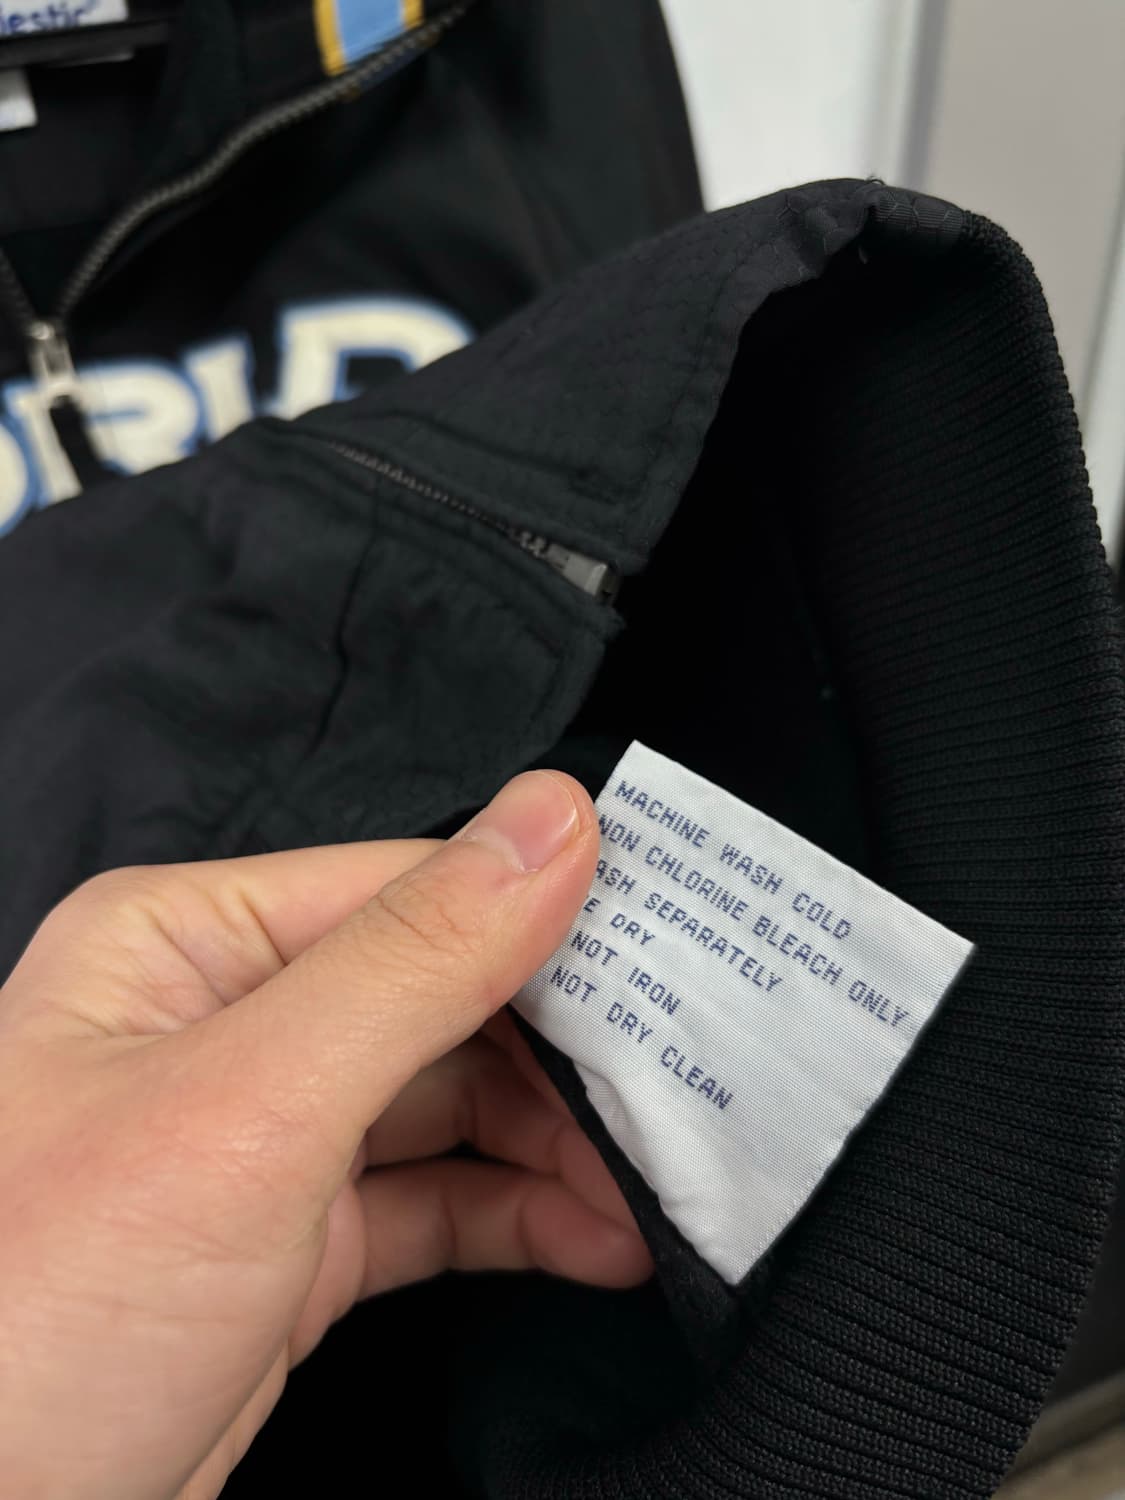 MACHINE WASH COLD
NON CHLORINE BLEACH ONLY
ASH SEPARATELY
E DRY
NOT IRON
NOT DRY CLEAN